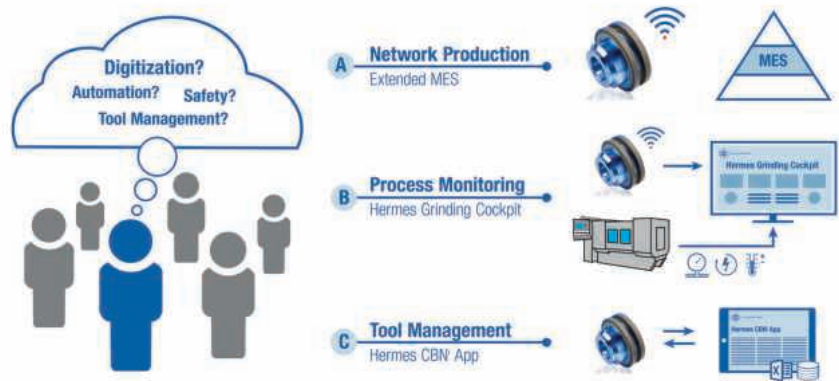 Digitization?
Automation? Safety?
Tool Management?
A Network Production
Extended MES
MES
B Process Monitoring
Hermes Grinding Cockpit
Hermes Grinding Cockpit
C Tool Management
Hermes CBN App
Hermes CBN App
X